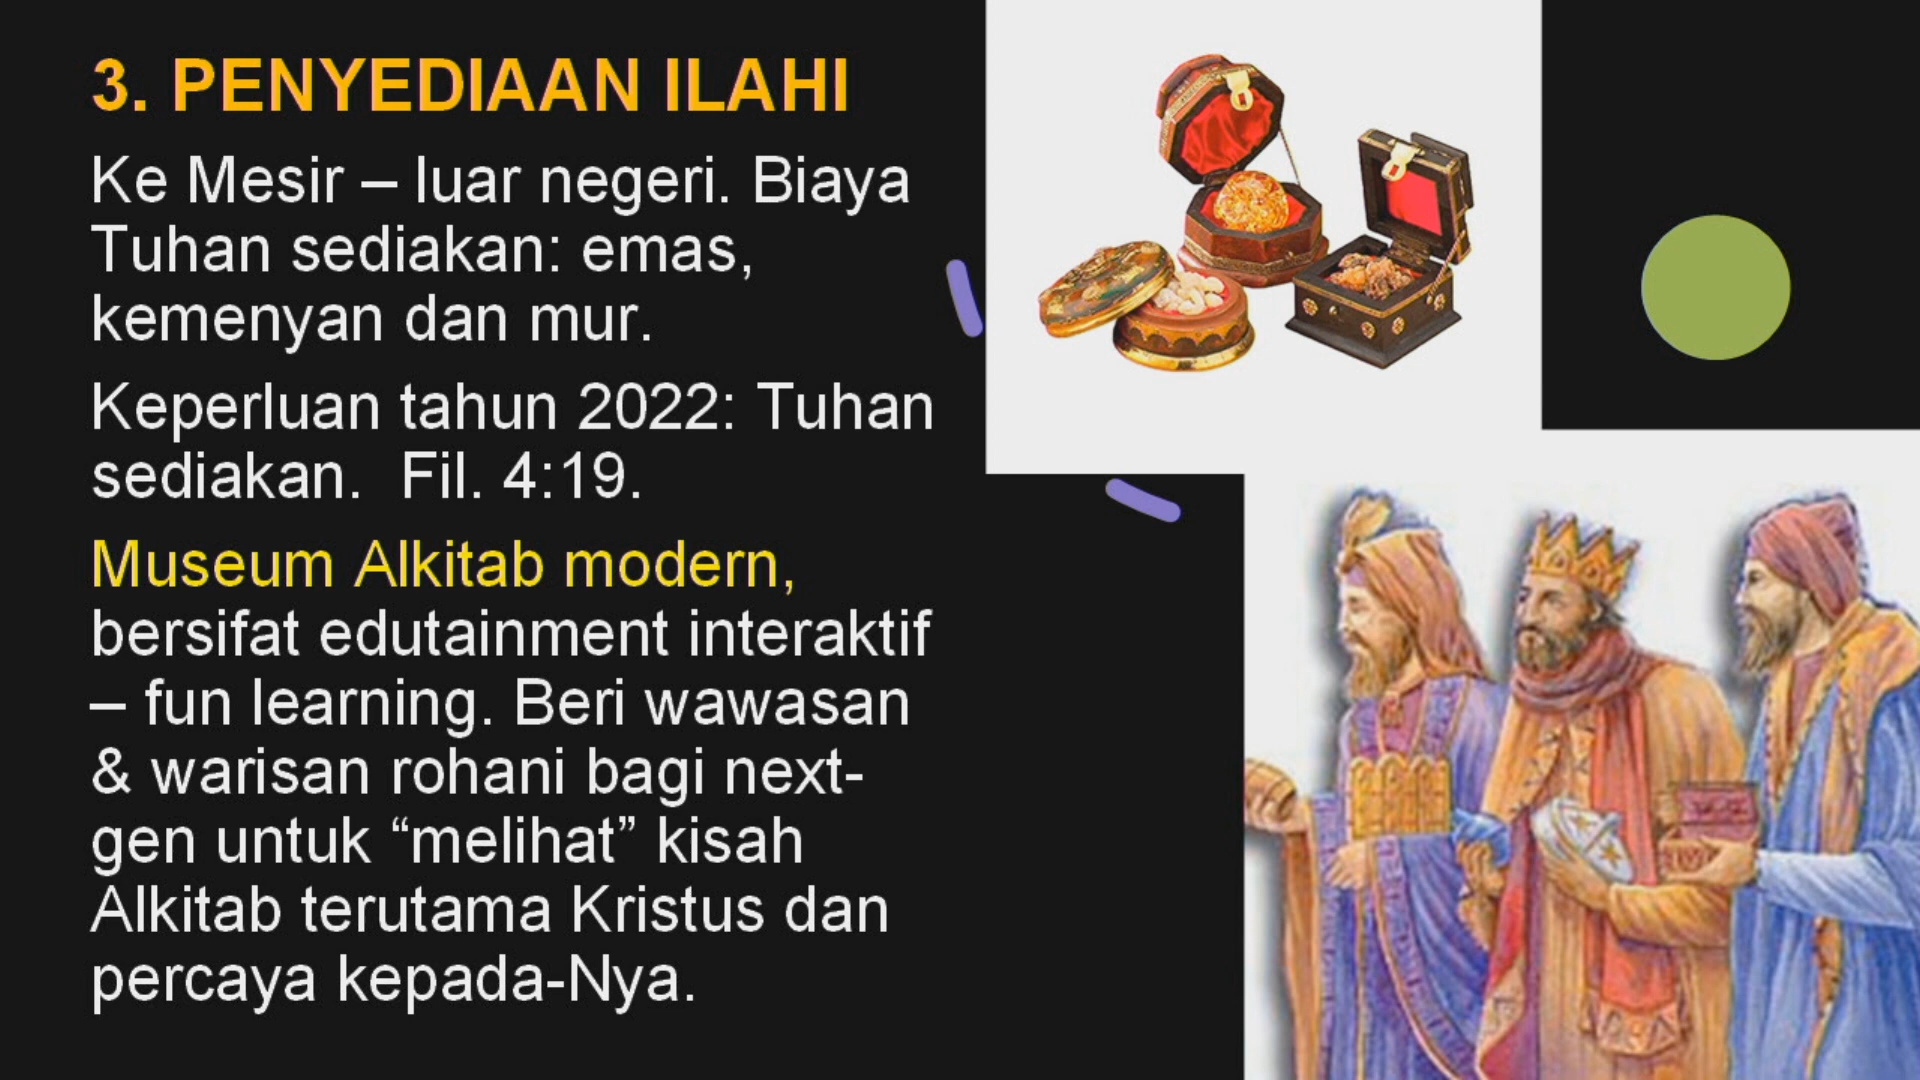 3. PENYEDIAAN ILAHI
Ke Mesir – luar negeri. Biaya
Tuhan sediakan: emas,
kemenyan dan mur.
Keperluan tahun 2022: Tuhan
sediakan.  Fil. 4:19.
Museum Alkitab modern,
bersifat edutainment interaktif
– fun learning. Beri wawasan
& warisan rohani bagi next-
gen untuk “melihat” kisah
Alkitab terutama Kristus dan
percaya kepada-Nya.